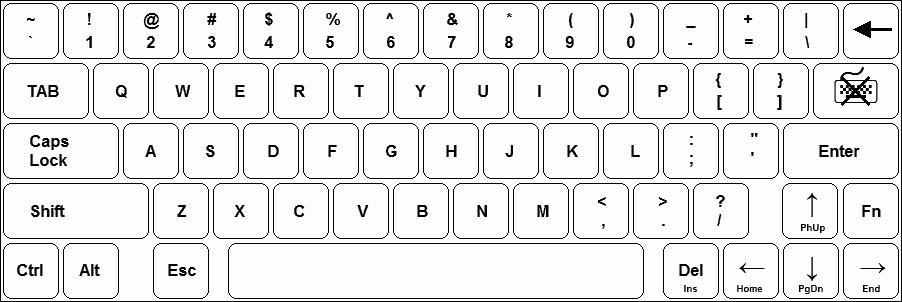 ~ ! @ # $ % ^ & * ( ) _ + |
` 1 2 3 4 5 6 7 8 9 0 - = \
TAB Q W E R T Y U I O P { [ } ]
Caps Lock A S D F G H J K L : ; " ' Enter
Shift Z X C V B N M < , > . ? / ↑ PhUp Fn
Ctrl Alt Esc Del Ins ← Home ↓ PgDn → End